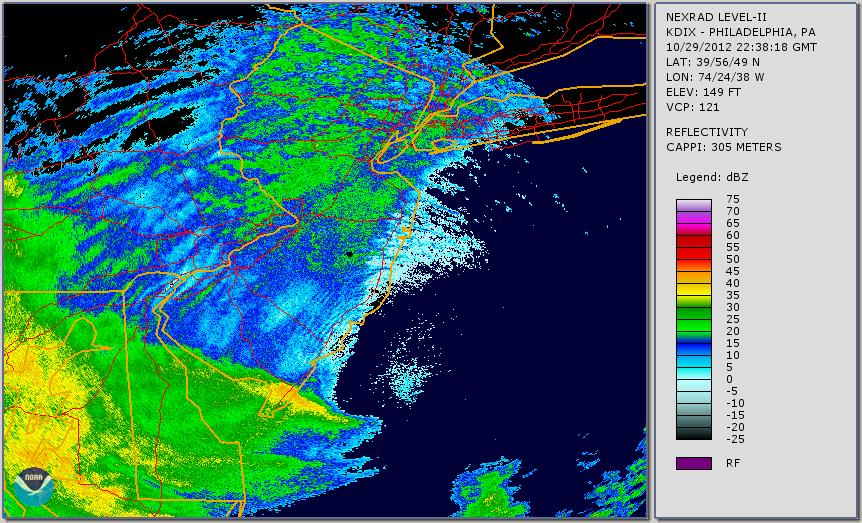 NEXRAD LEVEL-II
KDIX - PHILADELPHIA, PA
10/29/2012 22:38:18 GMT
LAT: 39/56/49 N
LON: 74/24/38 W
ELEV: 149 FT
VCP: 121
REFLECTIVITY
CAPPI: 305 METERS
Legend: dBZ
75
70
65
60
55
50
45
40
35
30
25
20
15
10
5
0
-5
-10
-15
-20
-25
RF
NOAA